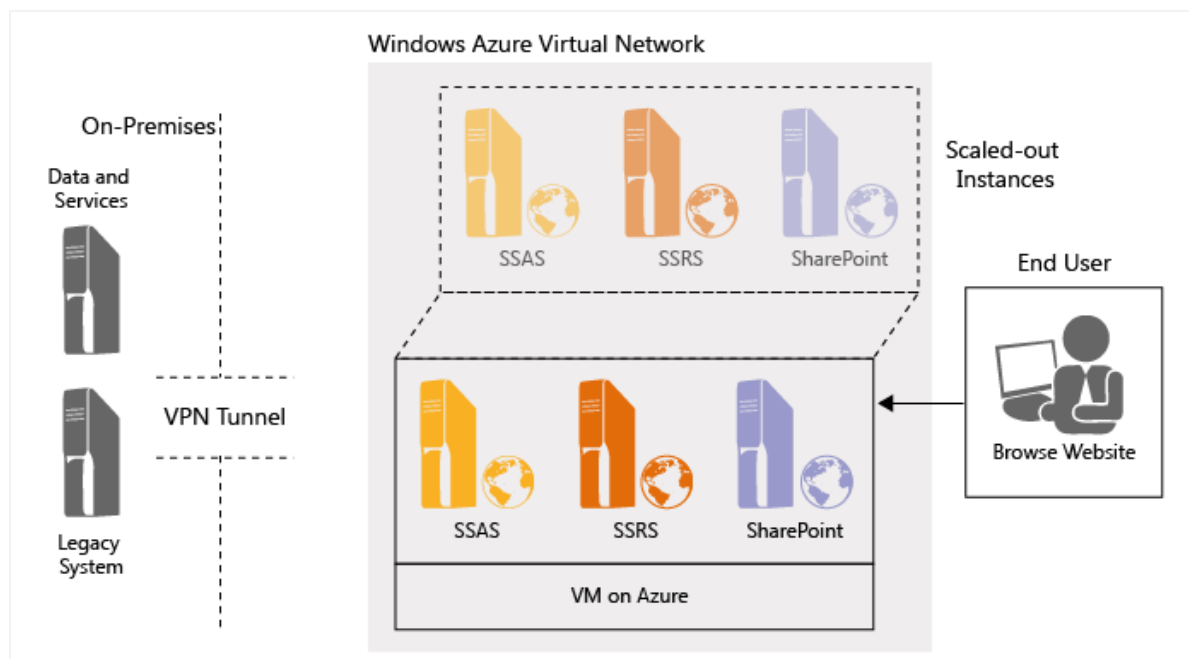 Windows Azure Virtual Network
On-Premises
Data and
Services
SSAS
SSRS
SharePoint
Scaled-out
Instances
End User
VPN Tunnel
Browse Website
Legacy
System
SSAS
SSRS
SharePoint
VM on Azure